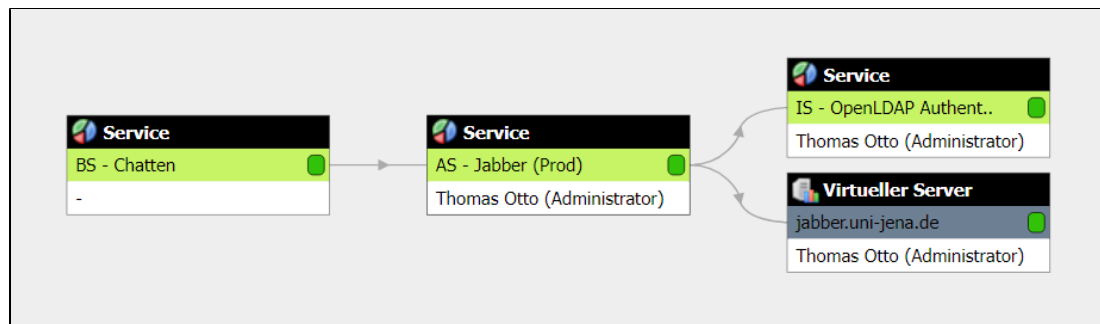 Service
BS - Chatten
-
Service
AS - Jabber (Prod)
Thomas Otto (Administrator)
Service
IS - OpenLDAP Authent..
Thomas Otto (Administrator)
Virtueller Server
jabber.uni-jena.de
Thomas Otto (Administrator)